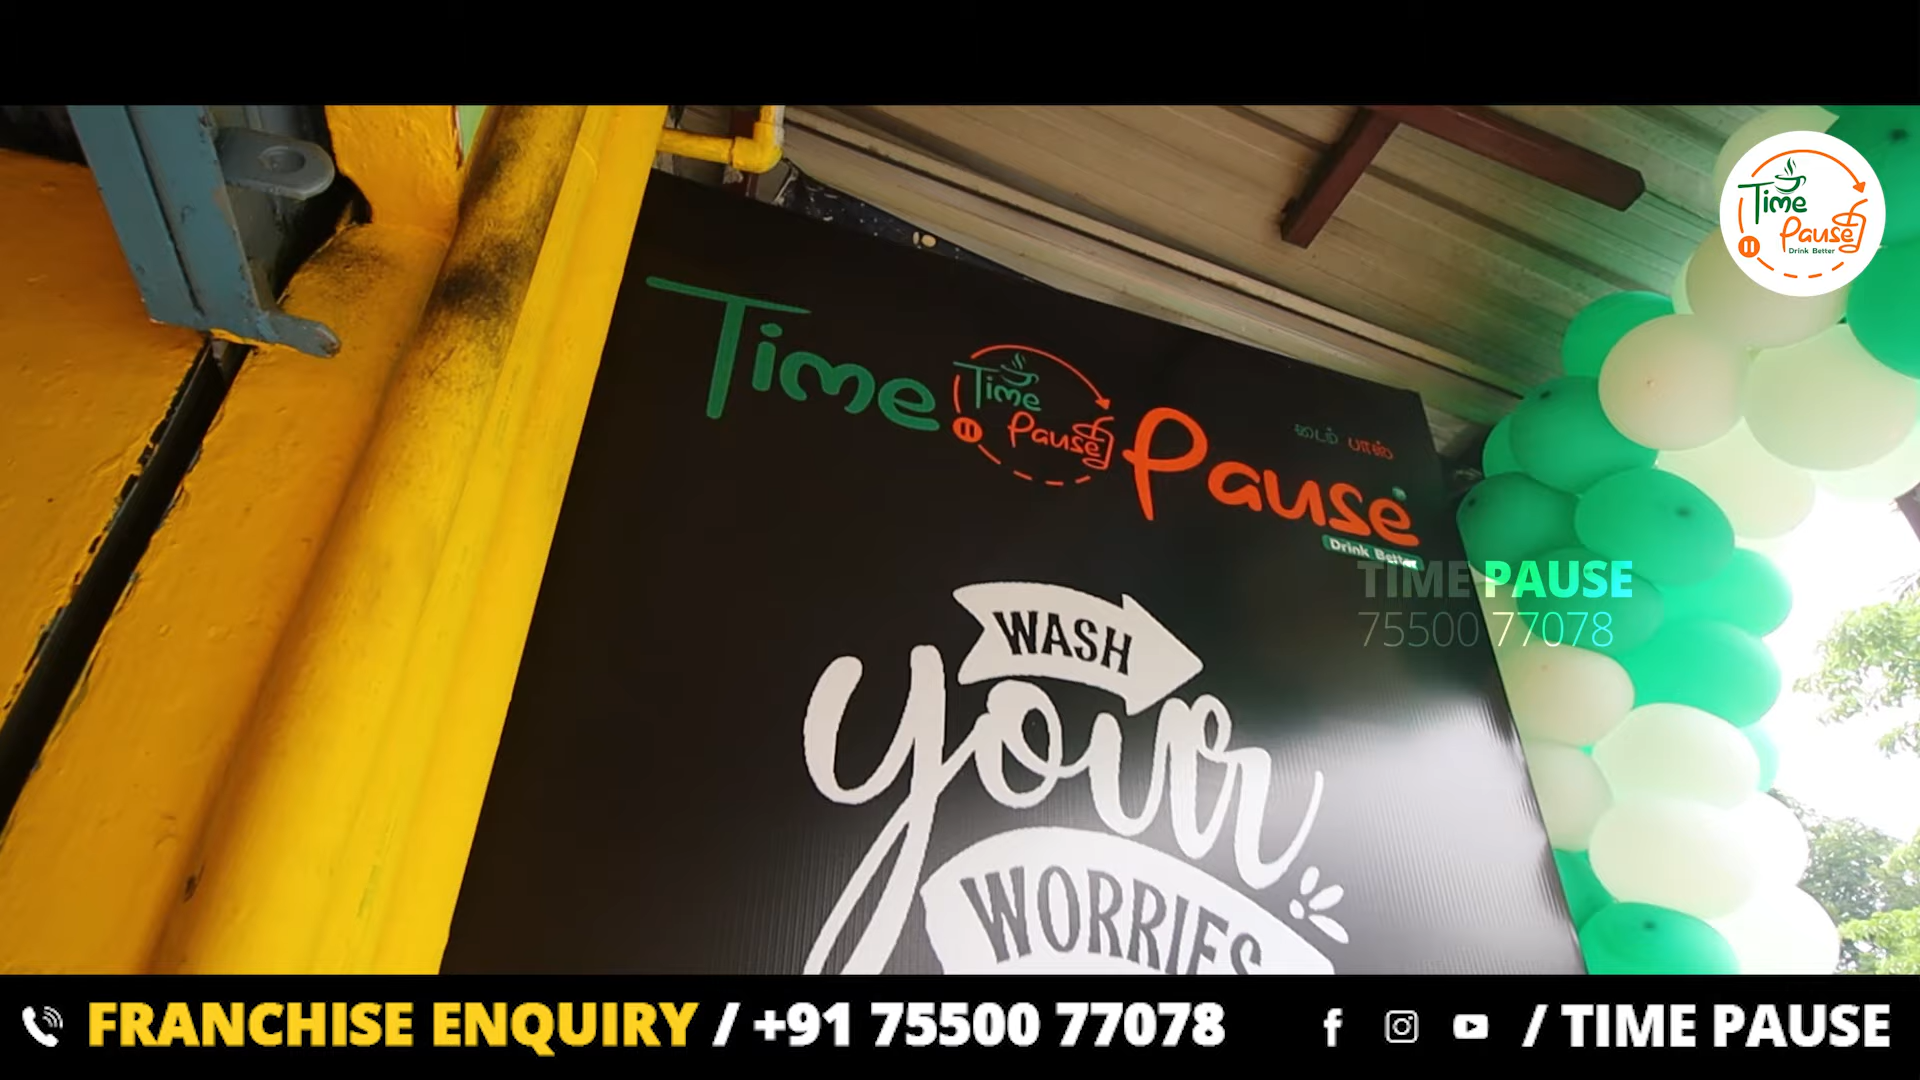 Time
Pause
Drink Better
Time
Time
Pause
டைம் பாஸ்
Pause
Drink Better
TIME PAUSE
75500 77078
WASH
your
WORRIES
FRANCHISE ENQUIRY / +91 75500 77078
/ TIME PAUSE